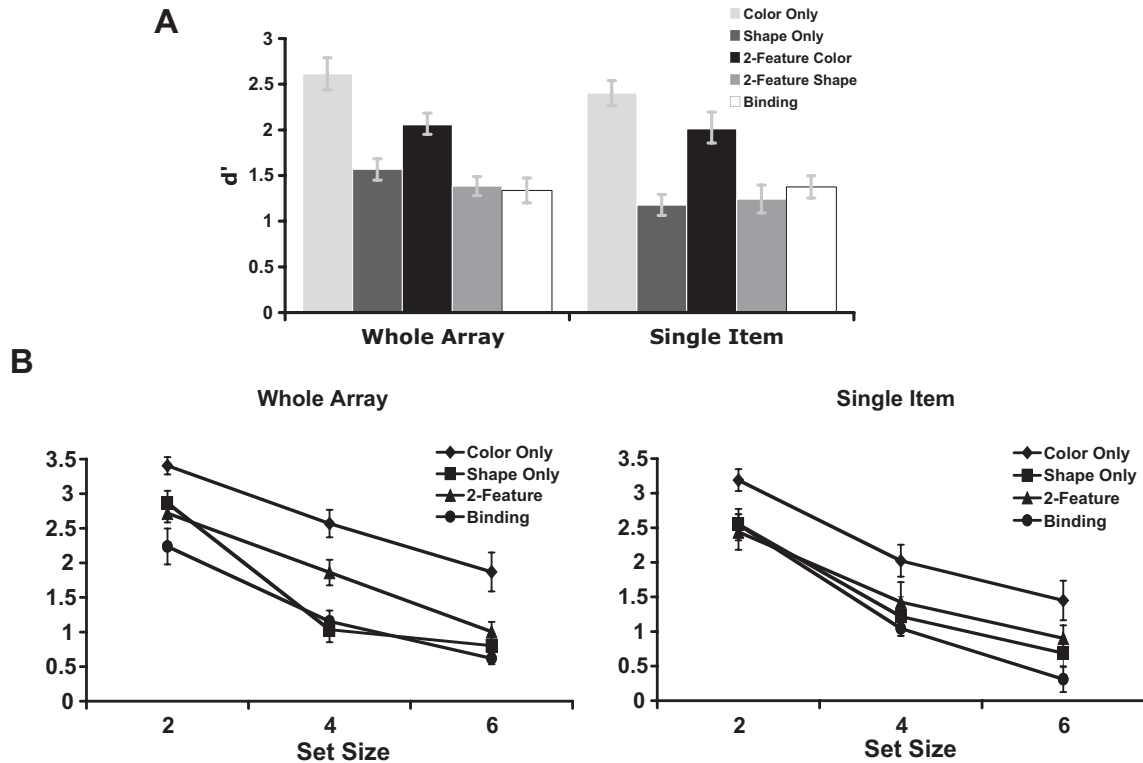 A
Color Only
Shape Only
2-Feature Color
2-Feature Shape
Binding
3
2.5
2
1.5
1
0.5
0
d'
Whole Array Single Item
B
Whole Array
3.5
3
2.5
2
1.5
1
0.5
0
Color Only
Shape Only
2-Feature
Binding
2 4 6
Set Size
Single Item
3.5
3
2.5
2
1.5
1
0.5
0
Color Only
Shape Only
2-Feature
Binding
2 4 6
Set Size